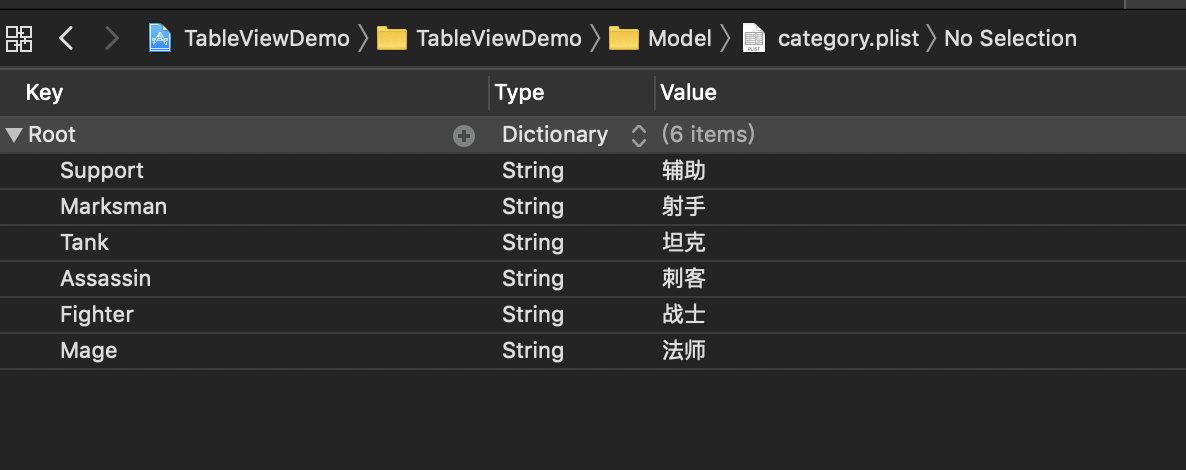 TableViewDemo TableViewDemo Model category.plist No Selection
Key Type Value
Root Dictionary (6 items)
Support String 辅助
Marksman String 射手
Tank String 坦克
Assassin String 刺客
Fighter String 战士
Mage String 法师